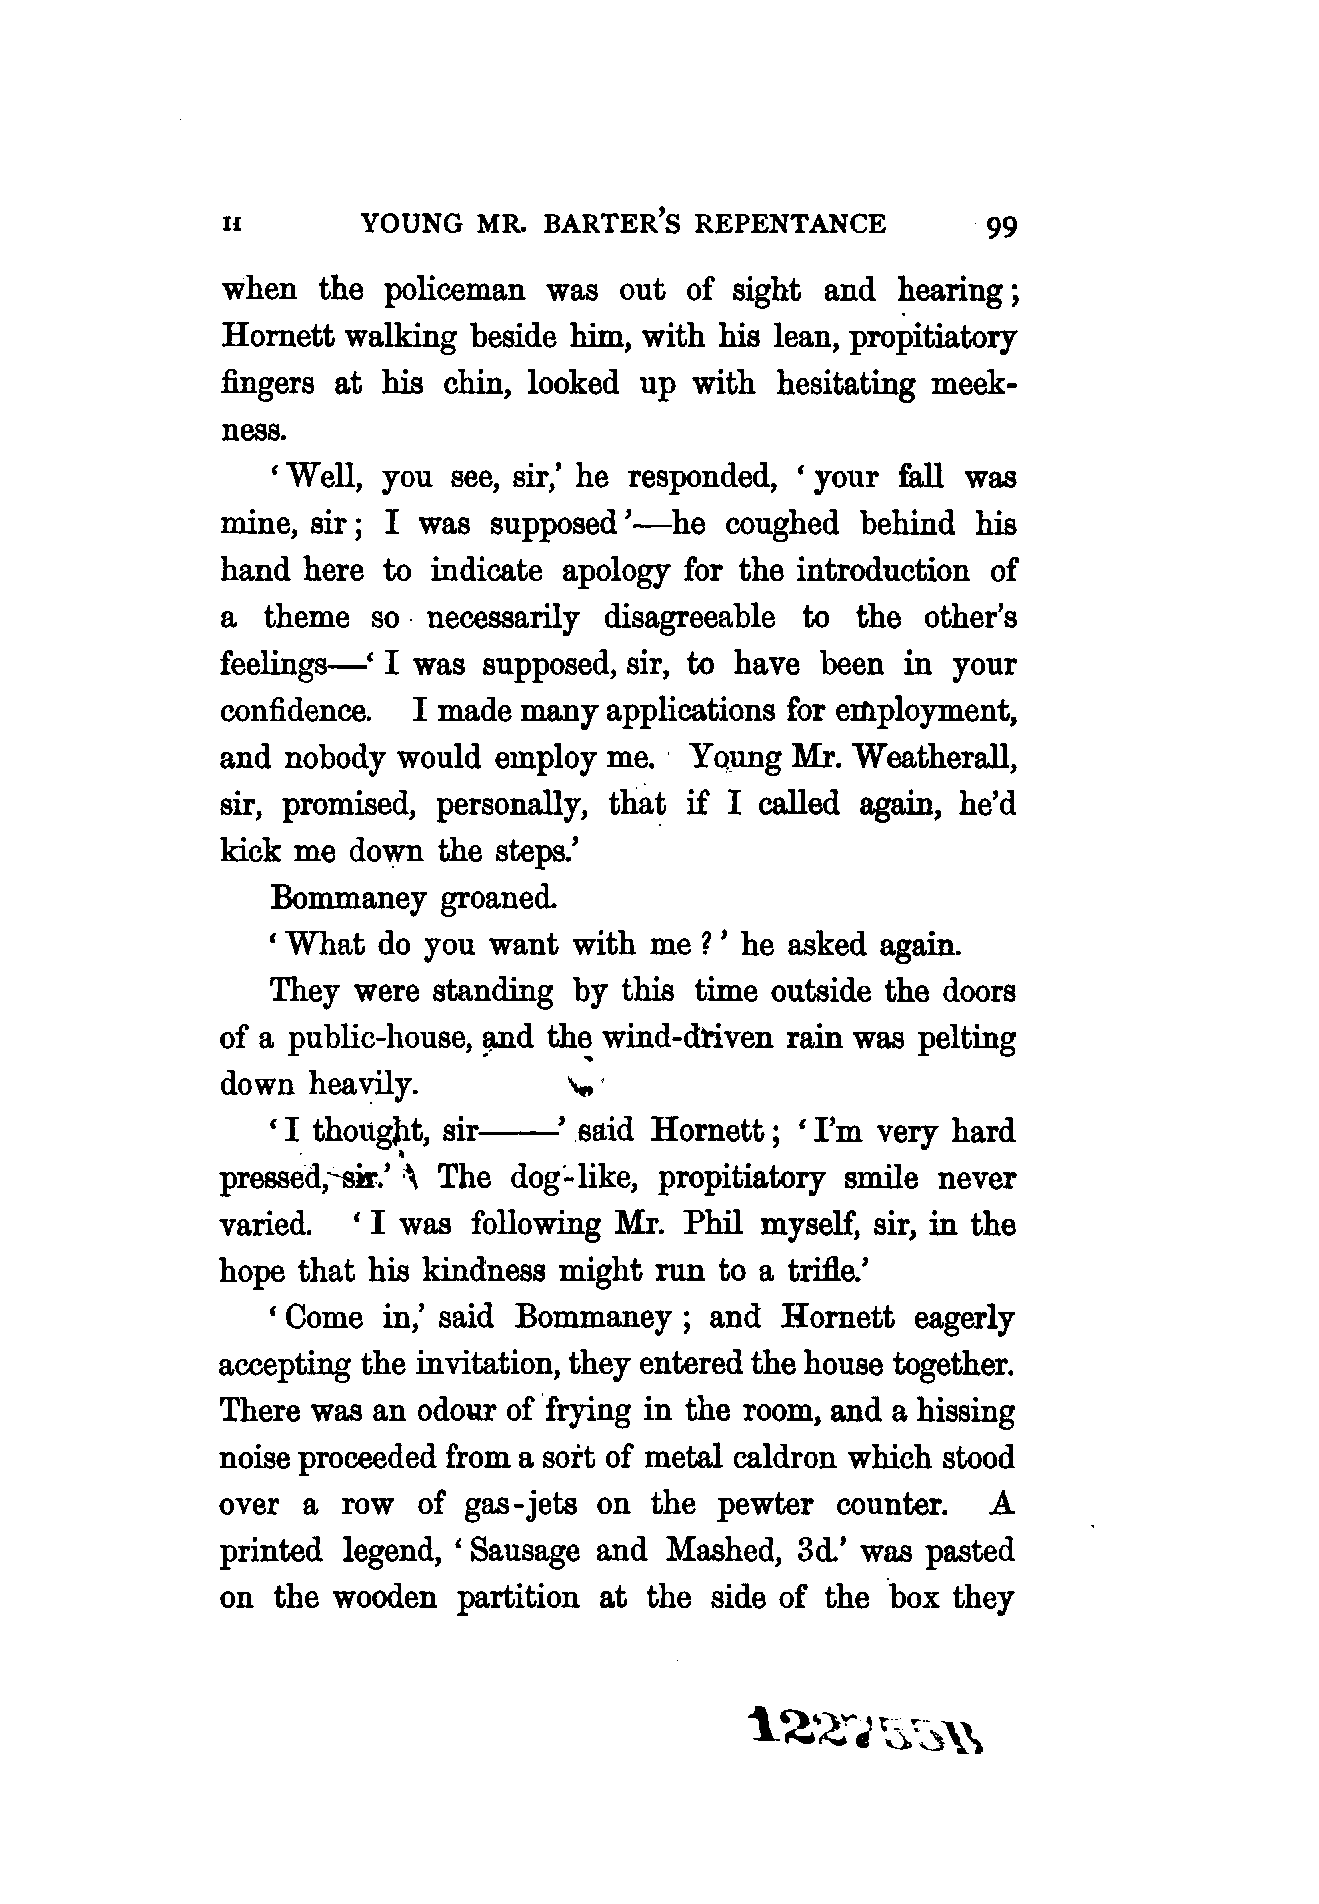 II YOUNG MR. BARTER'S REPENTANCE 99
when the policeman was out of sight and hearing;
Hornett walking beside him, with his lean, propitiatory
fingers at his chin, looked up with hesitating meek-
ness.
'Well, you see, sir,' he responded, 'your fall was
mine, sir; I was supposed'—he coughed behind his
hand here to indicate apology for the introduction of
a theme so necessarily disagreeable to the other's
feelings—'I was supposed, sir, to have been in your
confidence. I made many applications for employment,
and nobody would employ me. Young Mr. Weatherall,
sir, promised, personally, that if I called again, he'd
kick me down the steps.'
Bommaney groaned.
'What do you want with me?' he asked again.
They were standing by this time outside the doors
of a public-house, and the wind-driven rain was pelting
down heavily.
'I thought, sir——' said Hornett; 'I'm very hard
pressed, sir.' The dog-like, propitiatory smile never
varied. 'I was following Mr. Phil myself, sir, in the
hope that his kindness might run to a trifle.'
'Come in,' said Bommaney; and Hornett eagerly
accepting the invitation, they entered the house together.
There was an odour of frying in the room, and a hissing
noise proceeded from a sort of metal caldron which stood
over a row of gas-jets on the pewter counter. A
printed legend, 'Sausage and Mashed, 3d.' was pasted
on the wooden partition at the side of the box they